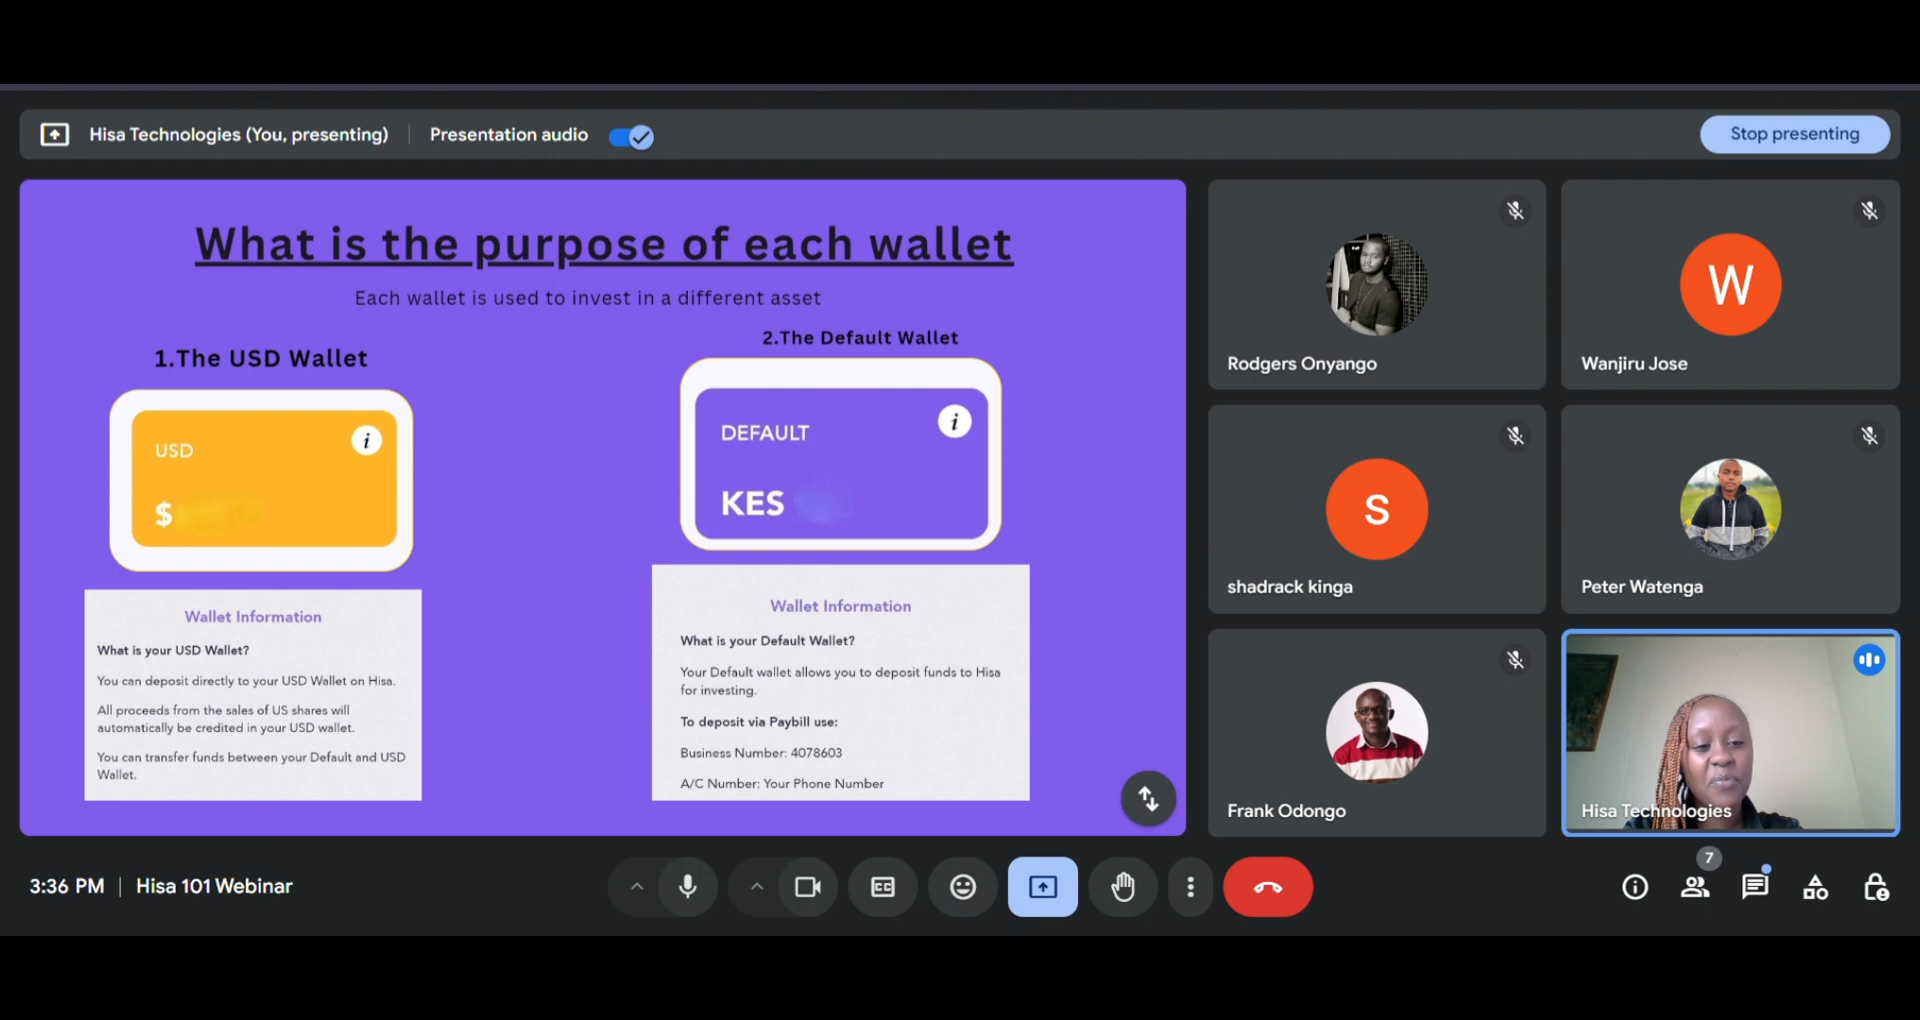 Hisa Technologies (You, presenting)
Presentation audio
Stop presenting
What is the purpose of each wallet
Each wallet is used to invest in a different asset
1.The USD Wallet
USD
i
$
Wallet Information
What is your USD Wallet?
You can deposit directly to your USD Wallet on Hisa.
All proceeds from the sales of US shares will
automatically be credited in your USD wallet.
You can transfer funds between your Default and USD
Wallet.
2.The Default Wallet
DEFAULT
i
KES
Wallet Information
What is your Default Wallet?
Your Default wallet allows you to deposit funds to Hisa
for investing.
To deposit via Paybill use:
Business Number: 4078603
A/C Number: Your Phone Number
Rodgers Onyango
W
Wanjiru Jose
S
shadrack kinga
Peter Watenga
Frank Odongo
Hisa Technologies
3:36 PM
Hisa 101 Webinar
CC
7